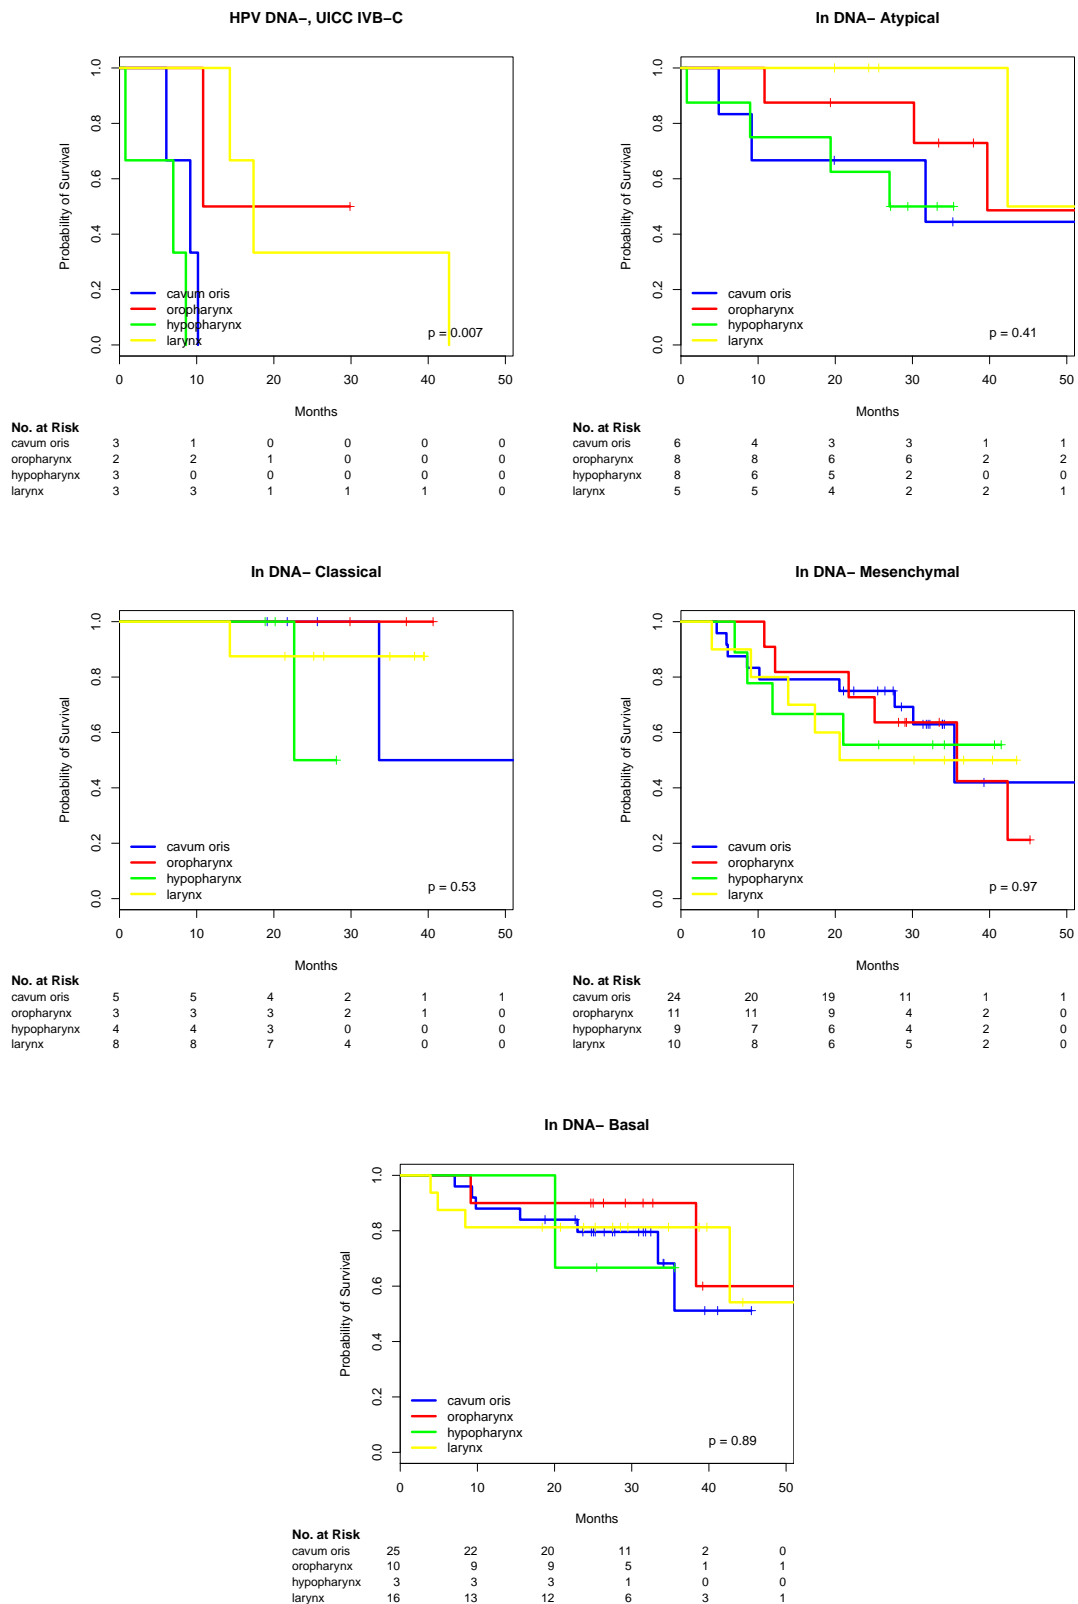 HPV DNA−, UICC IVB−C
Probability of Survival
1.0
0.8
0.6
0.4
0.2
0.0
cavum oris
oropharynx
hypopharynx
larynx
p = 0.007
0 10 20 30 40 50
Months
No. at Risk
cavum oris 3 1 0 0 0 0
oropharynx 2 2 1 0 0 0
hypopharynx 3 0 0 0 0 0
larynx 3 3 1 1 1 0
In DNA− Atypical
Probability of Survival
1.0
0.8
0.6
0.4
0.2
0.0
cavum oris
oropharynx
hypopharynx
larynx
p = 0.41
0 10 20 30 40 50
Months
No. at Risk
cavum oris 6 4 3 3 1 1
oropharynx 8 8 6 6 2 2
hypopharynx 8 6 5 2 0 0
larynx 5 5 4 2 2 1
In DNA− Classical
Probability of Survival
1.0
0.8
0.6
0.4
0.2
0.0
cavum oris
oropharynx
hypopharynx
larynx
p = 0.53
0 10 20 30 40 50
Months
No. at Risk
cavum oris 5 5 4 2 1 1
oropharynx 3 3 3 2 1 0
hypopharynx 4 4 3 0 0 0
larynx 8 8 7 4 0 0
In DNA− Mesenchymal
Probability of Survival
1.0
0.8
0.6
0.4
0.2
0.0
cavum oris
oropharynx
hypopharynx
larynx
p = 0.97
0 10 20 30 40 50
Months
No. at Risk
cavum oris 24 20 19 11 1 1
oropharynx 11 11 9 4 2 0
hypopharynx 9 7 6 4 2 0
larynx 10 8 6 5 2 0
In DNA− Basal
Probability of Survival
1.0
0.8
0.6
0.4
0.2
0.0
cavum oris
oropharynx
hypopharynx
larynx
p = 0.89
0 10 20 30 40 50
Months
No. at Risk
cavum oris 25 22 20 11 2 0
oropharynx 10 9 9 5 1 1
hypopharynx 3 3 3 1 0 0
larynx 16 13 12 6 3 1